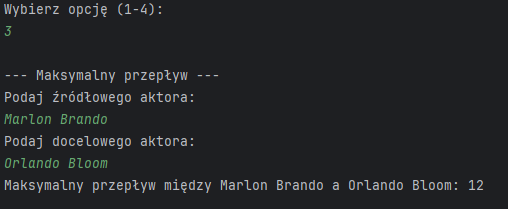 Wybierz opcję (1-4):
3
--- Maksymalny przepływ ---
Podaj źródłowego aktora:
Marlon Brando
Podaj docelowego aktora:
Orlando Bloom
Maksymalny przepływ między Marlon Brando a Orlando Bloom: 12